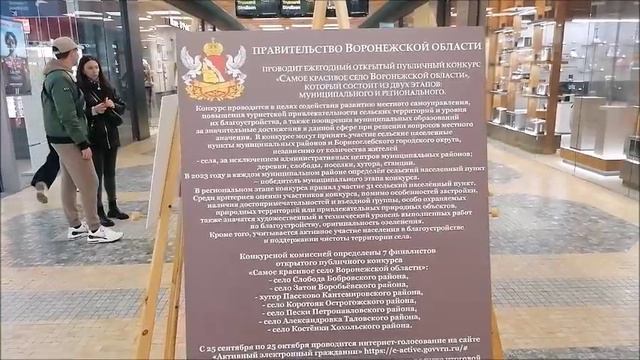 ПРАВИТЕЛЬСТВО ВОРОНЕЖСКОЙ ОБЛАСТИ
ПРОВОДИТ ЕЖЕГОДНЫЙ ОТКРЫТЫЙ ПУБЛИЧНЫЙ КОНКУРС
«САМОЕ КРАСИВОЕ СЕЛО ВОРОНЕЖСКОЙ ОБЛАСТИ»,
КОТОРЫЙ СОСТОИТ ИЗ ДВУХ ЭТАПОВ:
МУНИЦИПАЛЬНОГО И РЕГИОНАЛЬНОГО.
Конкурс проводится в целях содействия развитию местного самоуправления,
повышения туристской привлекательности сельских территорий и уровня
их благоустройства, а также поощрения муниципальных образований
за значительные достижения в данной сфере при решении вопросов местного
значения. В конкурсе могут принять участие сельские населенные
пункты муниципальных районов и Борисоглебского городского округа,
независимо от количества жителей
- села, за исключением административных центров муниципальных районов;
деревни, слободы, поселки, хутора, станции.
В 2023 году в каждом муниципальном районе определён сельский населенный пункт
– победитель муниципального этапа конкурса.
В региональном этапе конкурса принял участие 31 сельский населённый пункт.
Среди критериев оценки участников конкурса, помимо особенностей застройки,
наличия достопримечательностей и въездной группы, особо охраняемых
природных территорий или привлекательных природных объектов,
также значатся художественный и технический уровень выполненных работ
по благоустройству, оригинальность озеленения.
Кроме того, учитывается активное участие населения в благоустройстве
и поддержании чистоты территории села.
Конкурсной комиссией определены 7 финалистов
открытого публичного конкурса
«Самое красивое село Воронежской области»:
- село Слобода Бобровского района,
- село Затон Воробьёвского района,
- хутор Пассеково Кантемировского района,
- село Коротояк Острогожского района,
- село Пески Петропавловского района,
- село Александровка Таловского района,
- село Костёнки Хохольского района.
С 25 сентября по 25 октября проводится интернет-голосование на сайте
«Активный электронный гражданин» https://e-active.govvrn.ru/#